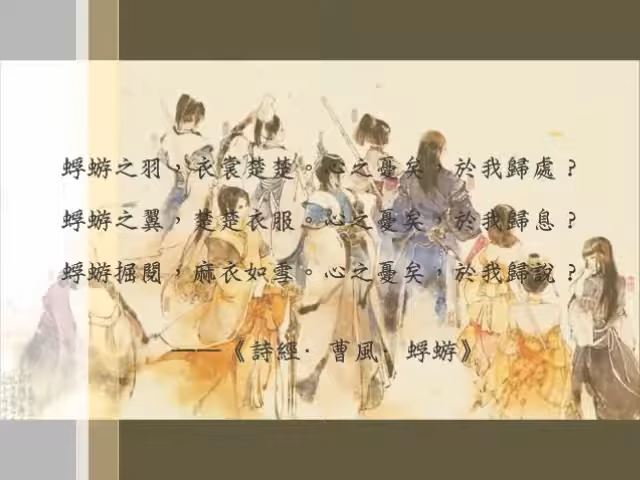 蜉蝣之羽，衣裳楚楚。心之憂矣，於我歸處？
蜉蝣之翼，楚楚衣服。心之憂矣，於我歸息？
蜉蝣掘閱，麻衣如雪。心之憂矣，於我歸說？
——《詩經·曹風·蜉蝣》